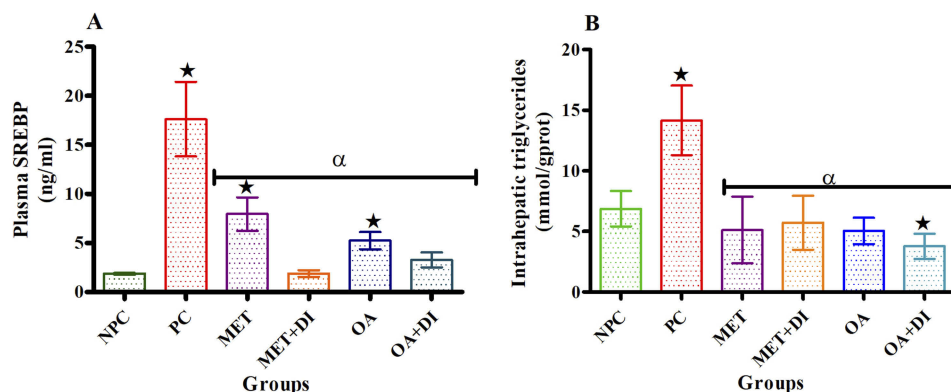 A
Plasma SREBP
(ng/ml)
25
20
15
10
5
0
★
★
α
★
NPC
PC
MET
MET+DI
OA
OA+DI
Groups
B
Intrahepatic triglycerides
(mmol/gprot)
20
15
10
5
0
★
α
★
NPC
PC
MET
MET+DI
OA
OA+DI
Groups